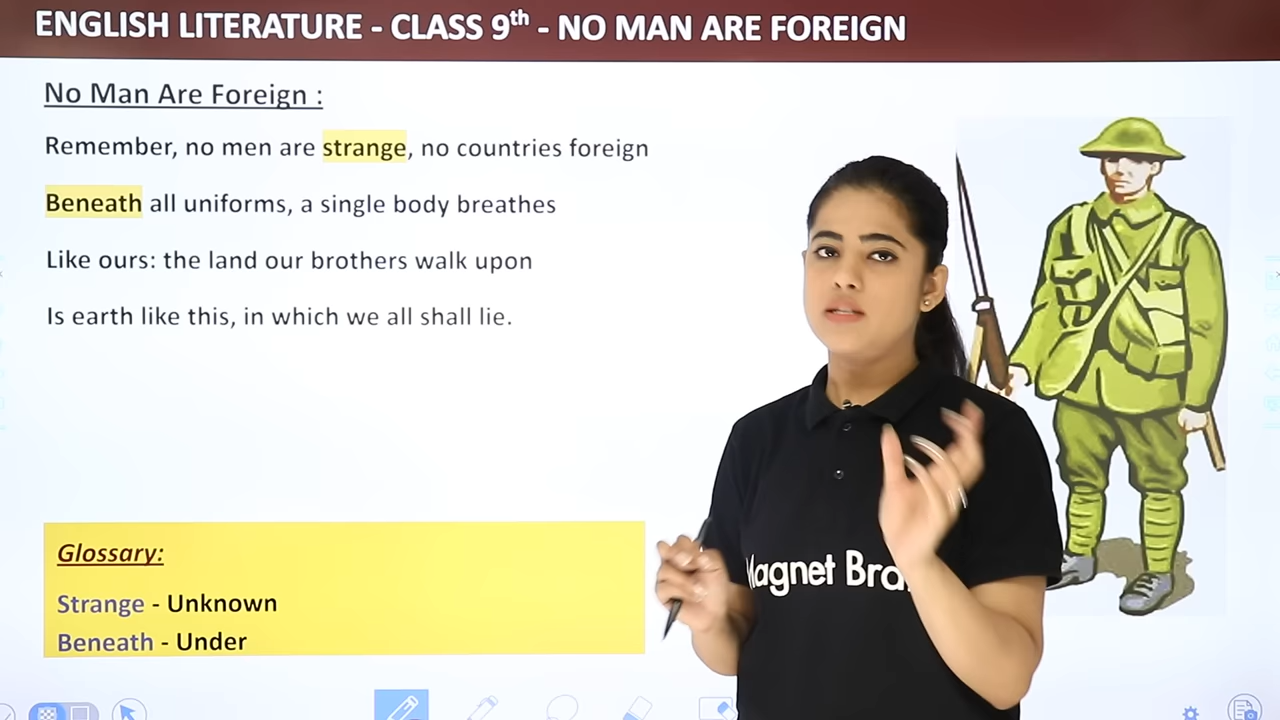 ENGLISH LITERATURE - CLASS 9th - NO MAN ARE FOREIGN
No Man Are Foreign :
Remember, no men are strange, no countries foreign
Beneath all uniforms, a single body breathes
Like ours: the land our brothers walk upon
Is earth like this, in which we all shall lie.
Magnet Bra
Glossary:
Strange - Unknown
Beneath - Under